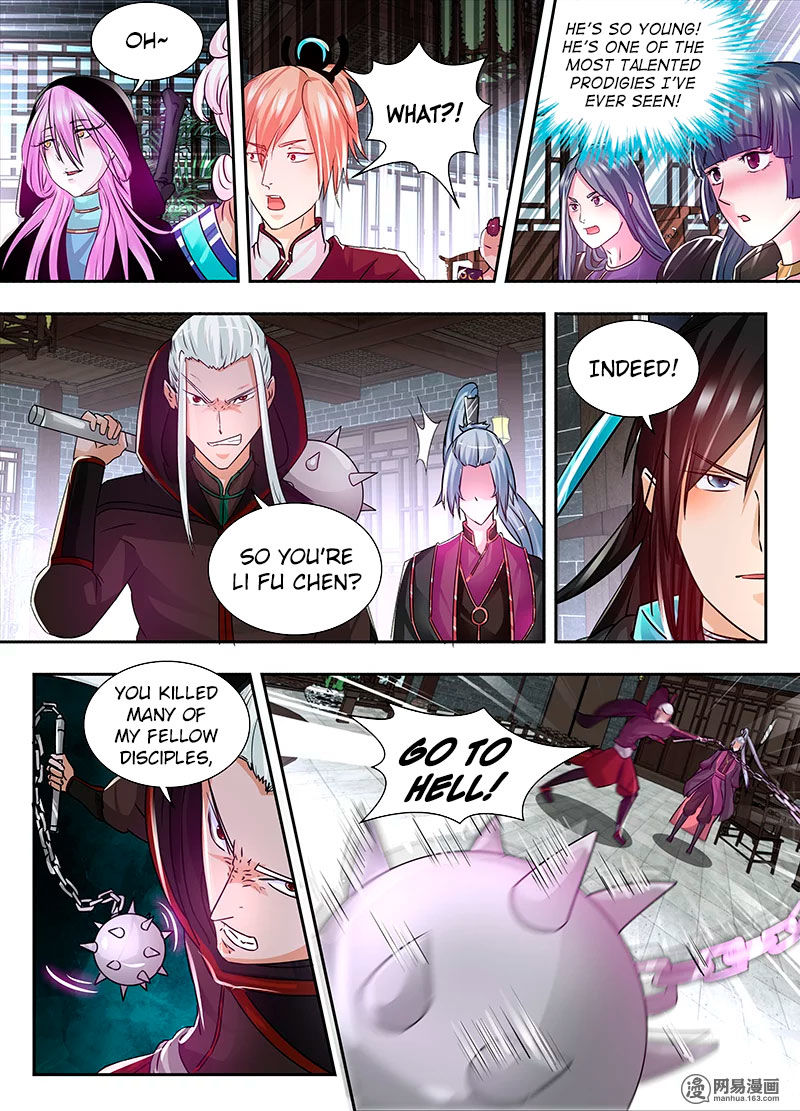 OH~
WHAT?!
HE'S SO YOUNG!
HE'S ONE OF THE
MOST TALENTED
PRODIGIES I'VE
EVER SEEN!
SO YOU'RE
LI FU CHEN?
INDEED!
YOU KILLED
MANY OF
MY FELLOW
DISCIPLES,
GO TO
HELL!
漫 网易漫画
manhua.163.com